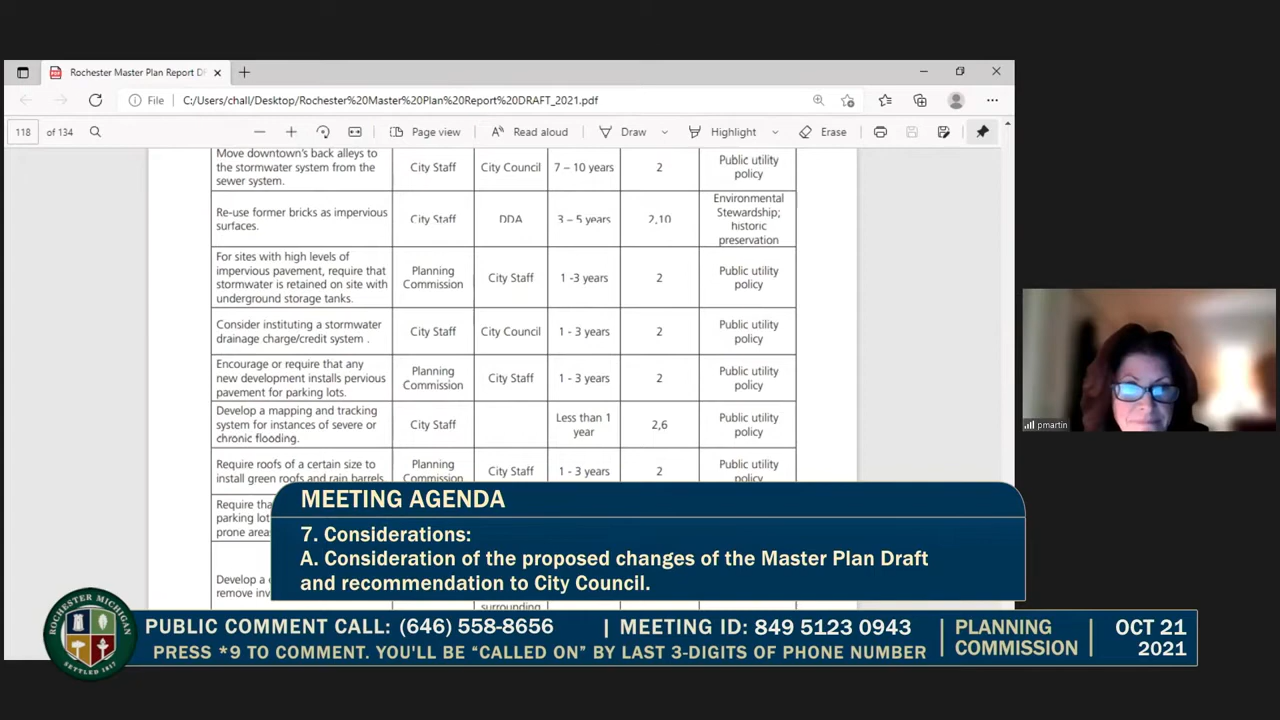 Rochester Master Plan Report D
File C:/Users/chall/Desktop/Rochester%20Master%20Plan%20Report%20DRAFT_2021.pdf
118 of 134 Page view Read aloud Draw Highlight Erase
Move downtown's back alleys to
the stormwater system from the
sewer system.
City Staff
City Council
7 – 10 years
2
Public utility
policy
Re-use former bricks as impervious
surfaces.
City Staff
DDA
3 – 5 years
2,10
Environmental
Stewardship;
historic
preservation
For sites with high levels of
impervious pavement, require that
stormwater is retained on site with
underground storage tanks.
Planning
Commission
City Staff
1 -3 years
2
Public utility
policy
Consider instituting a stormwater
drainage charge/credit system .
City Staff
City Council
1 - 3 years
2
Public utility
policy
Encourage or require that any
new development installs pervious
pavement for parking lots.
Planning
Commission
City Staff
1 - 3 years
2
Public utility
policy
Develop a mapping and tracking
system for instances of severe or
chronic flooding.
City Staff
Less than 1
year
2,6
Public utility
policy
Require roofs of a certain size to
install green roofs and rain barrels.
Planning
Commission
City Staff
1 - 3 years
2
Public utility
policy
Require
parking
prone
Develop a
remove
surrounding
pmartin
MEETING AGENDA
7. Considerations:
A. Consideration of the proposed changes of the Master Plan Draft
and recommendation to City Council.
ROCHESTER MICHIGAN
SETTLED 1817
PUBLIC COMMENT CALL: (646) 558-8656 | MEETING ID: 849 5123 0943
PRESS *9 TO COMMENT. YOU'LL BE “CALLED ON” BY LAST 3-DIGITS OF PHONE NUMBER
PLANNING
COMMISSION
OCT 21
2021